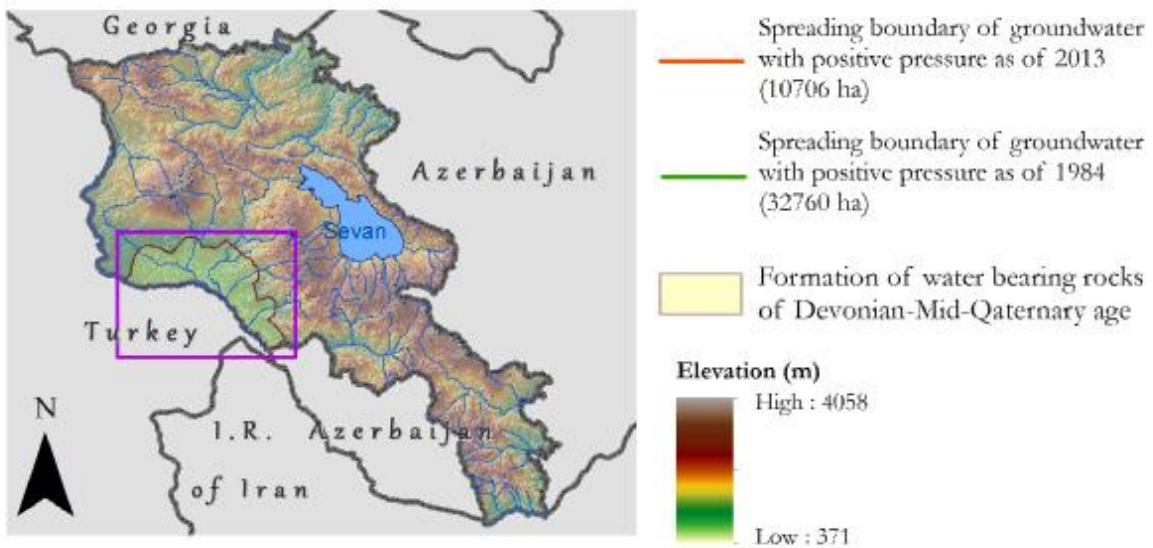 Georgia
Azerbaijan
Sevan
Turkey
N
I.R. Azerbaijan
of Iran
Spreading boundary of groundwater
with positive pressure as of 2013
(10706 ha)
Spreading boundary of groundwater
with positive pressure as of 1984
(32760 ha)
Formation of water bearing rocks
of Devonian-Mid-Qaternary age
Elevation (m)
High : 4058
Low : 371